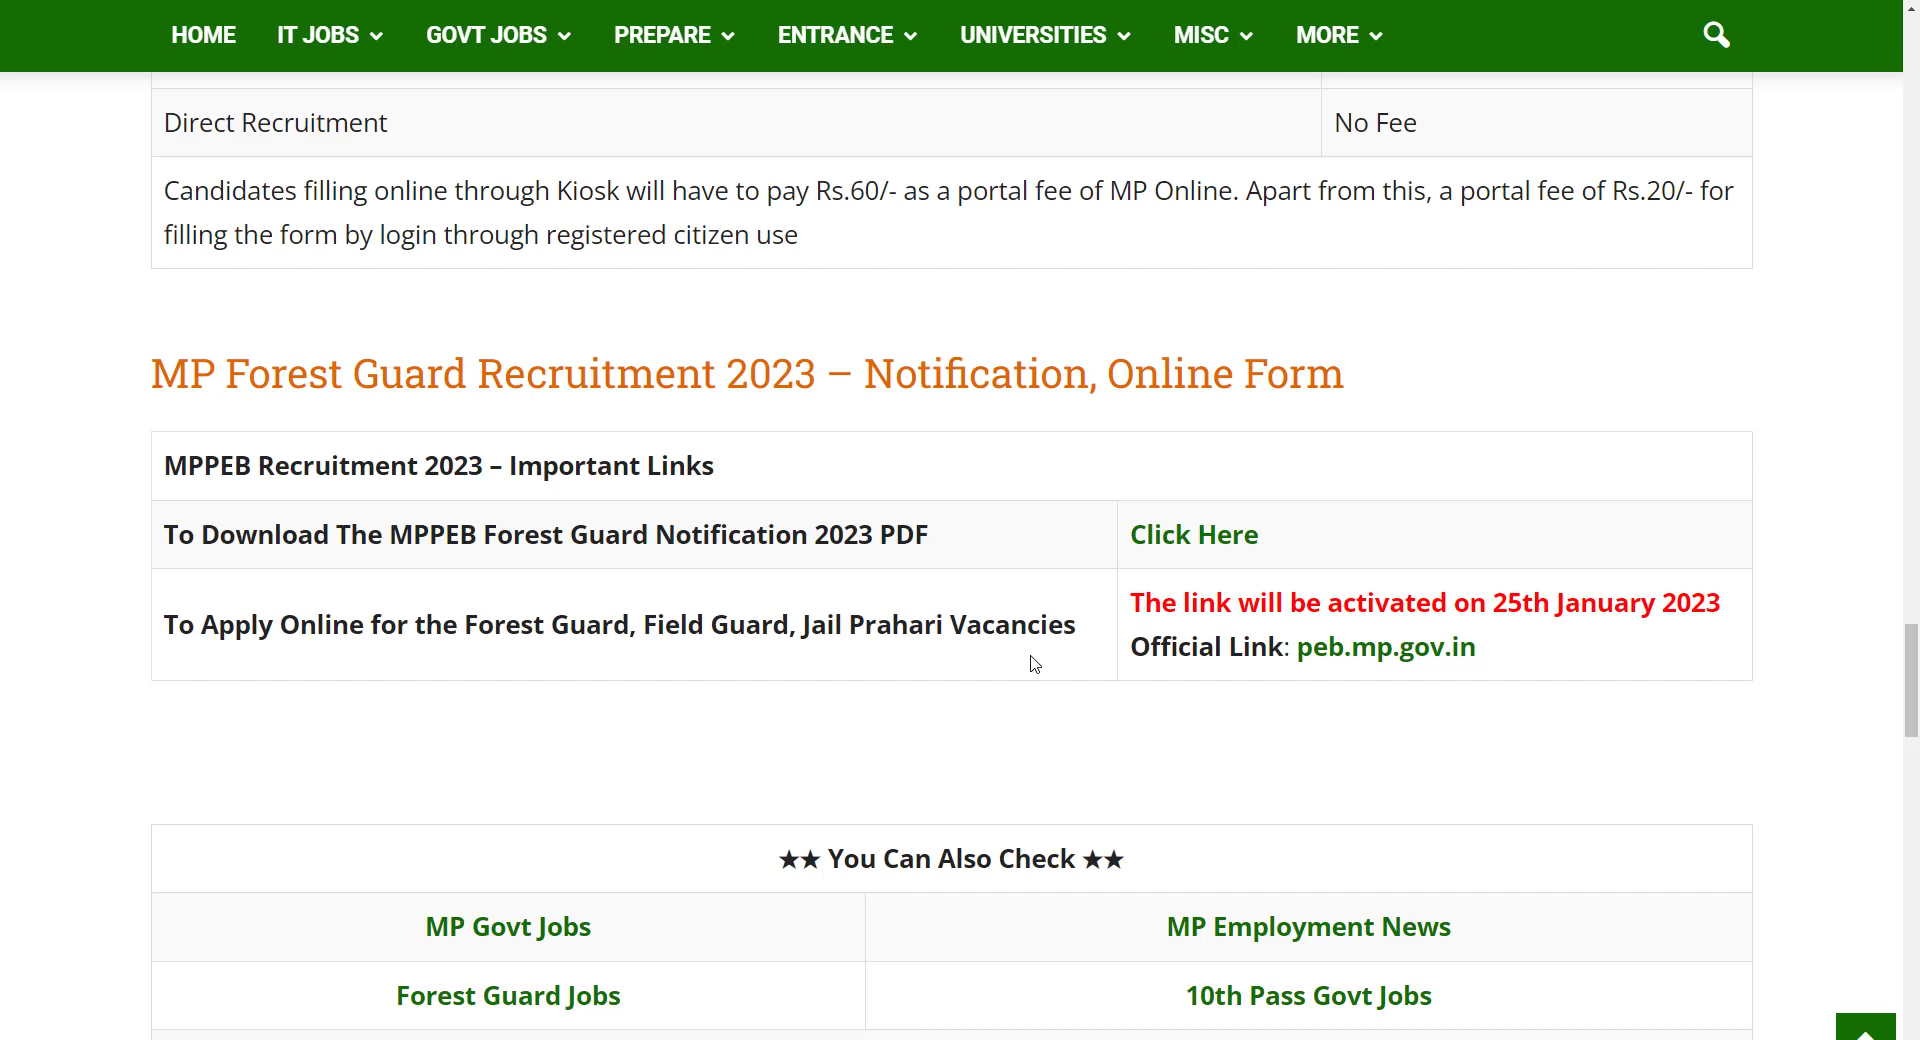 HOME IT JOBS GOVT JOBS PREPARE ENTRANCE UNIVERSITIES MISC MORE
Direct Recruitment No Fee
Candidates filling online through Kiosk will have to pay Rs.60/- as a portal fee of MP Online. Apart from this, a portal fee of Rs.20/- for
filling the form by login through registered citizen use
MP Forest Guard Recruitment 2023 – Notification, Online Form
MPPEB Recruitment 2023 – Important Links
To Download The MPPEB Forest Guard Notification 2023 PDF Click Here
To Apply Online for the Forest Guard, Field Guard, Jail Prahari Vacancies
The link will be activated on 25th January 2023
Official Link: peb.mp.gov.in
★★ You Can Also Check ★★
MP Govt Jobs MP Employment News
Forest Guard Jobs 10th Pass Govt Jobs